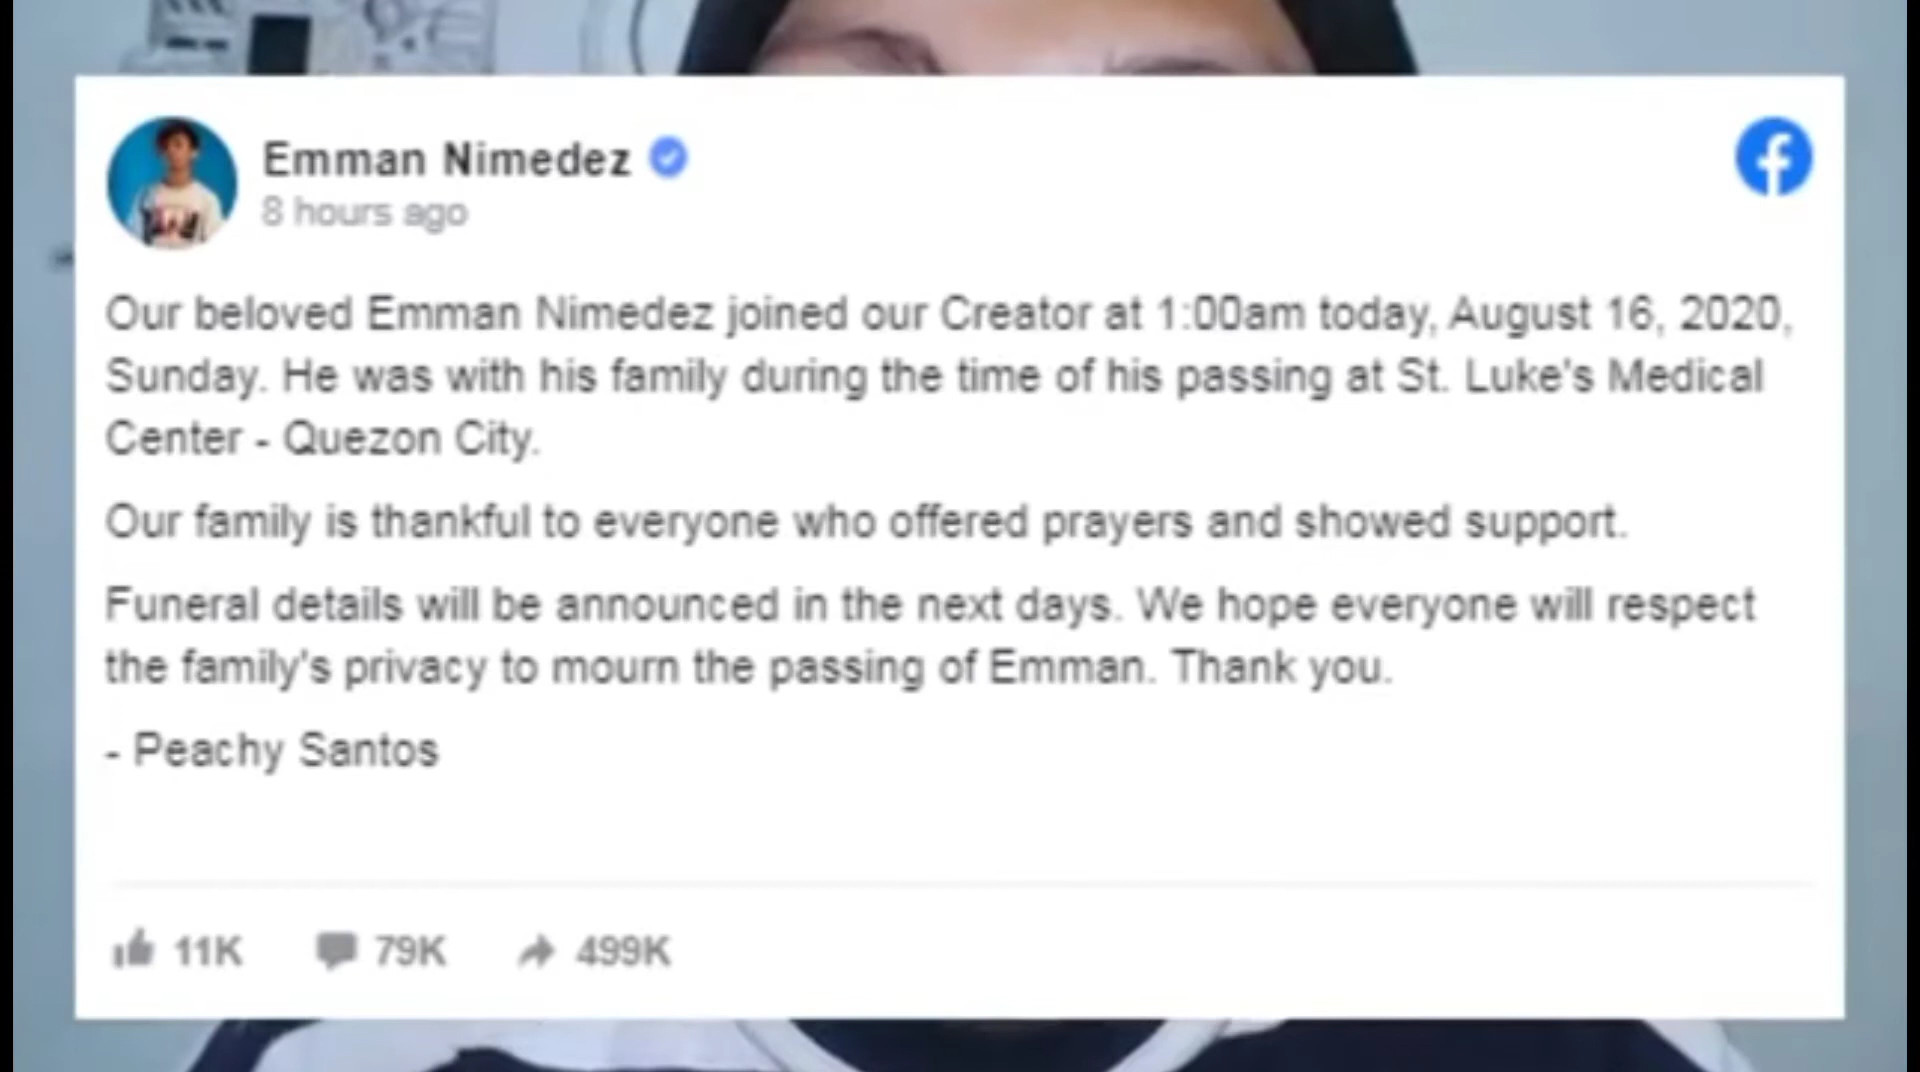 Emman Nimedez
8 hours ago
Our beloved Emman Nimedez joined our Creator at 1:00am today, August 16, 2020,
Sunday. He was with his family during the time of his passing at St. Luke's Medical
Center - Quezon City.
Our family is thankful to everyone who offered prayers and showed support.
Funeral details will be announced in the next days. We hope everyone will respect
the family's privacy to mourn the passing of Emman. Thank you.
- Peachy Santos
11K 79K 499K